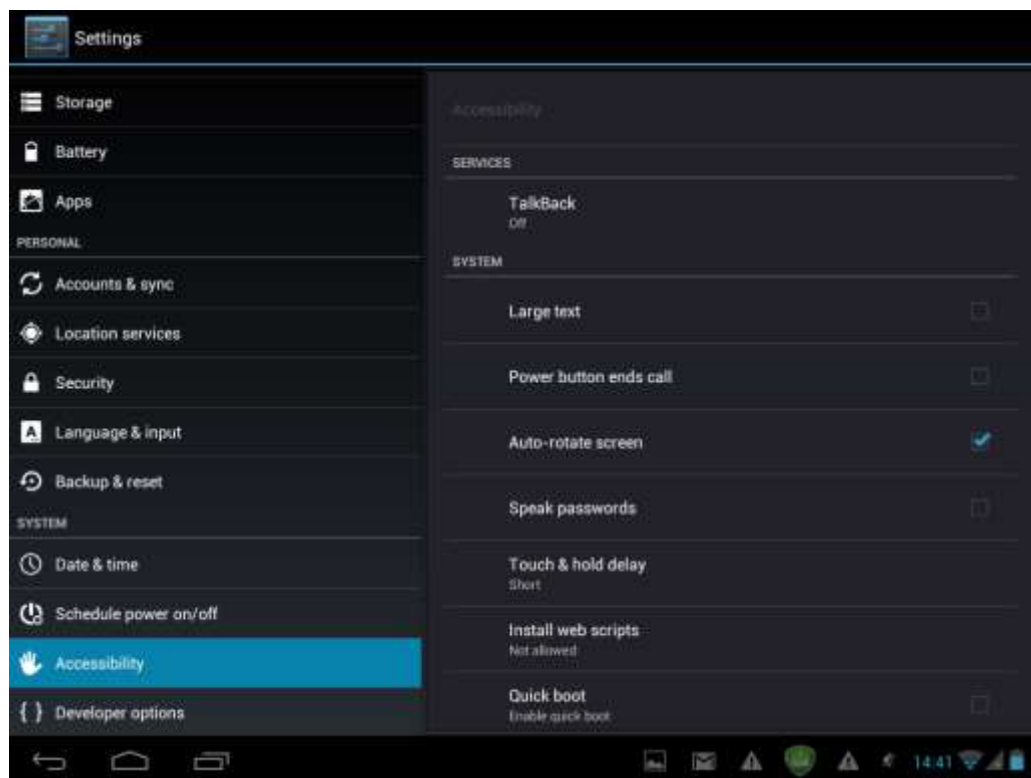 Settings
Storage
Battery
Apps
PERSONAL
Accounts & sync
Location services
Security
Language & input
Backup & reset
SYSTEM
Date & time
Schedule power on/off
Accessibility
Developer options
Accessibility
SERVICES
TalkBack
Off
SYSTEM
Large text
Power button ends call
Auto-rotate screen
Speak passwords
Touch & hold delay
Short
Install web scripts
Not allowed
Quick boot
Enable quick boot
14:41